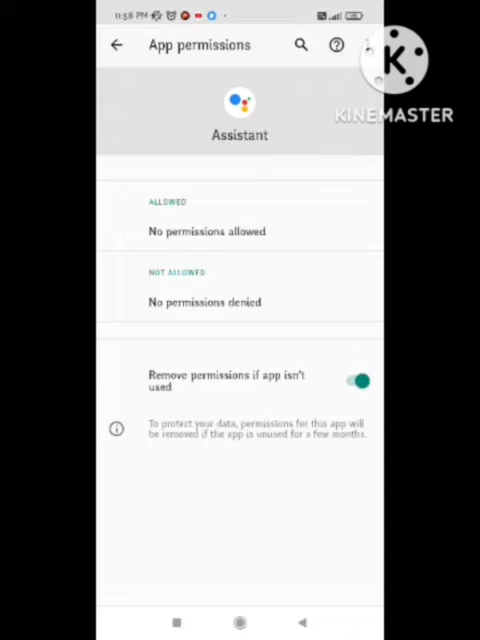 11:58 PM
App permissions
KINEMASTER
Assistant
ALLOWED
No permissions allowed
NOT ALLOWED
No permissions denied
Remove permissions if app isn't
used
To protect your data, permissions for this app will
be removed if the app is unused for a few months.